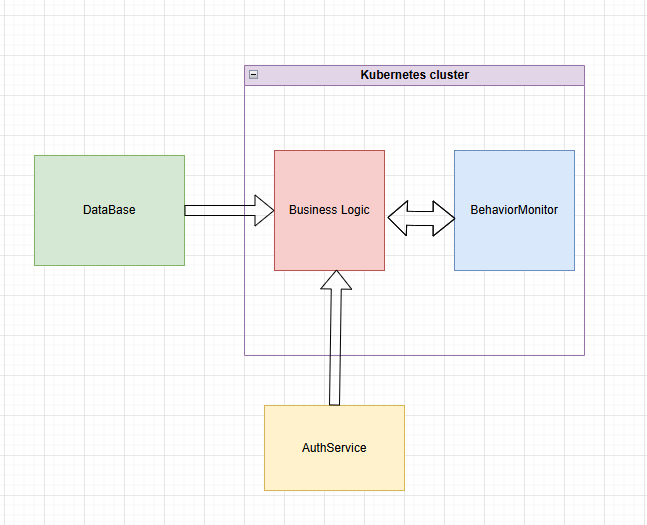 Kubernetes cluster
DataBase
Business Logic
BehaviorMonitor
AuthService